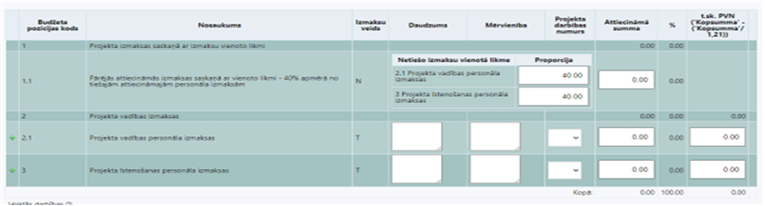 Budžeta pozīcijas kods	Nosaukums	Izmaksu veids	Daudzums	Mērvienība	Projekta darbības numurs	Attiecināmā summa	%	t.sk. PVN ('Kopsumma' - ('Kopsumma'/ 1,21))
1	Projekta izmaksas saskaņā ar izmaksu vienoto likmi	0.00	0.00
Netiešo izmaksu vienotā likme	Proporcija
1.1	Pārējās attiecināmās izmaksas saskaņā ar vienoto likmi - 40% apmērā no	N	2.1 Projekta vadības personāla	40.00	0.00	0.00
tiešajām attiecināmajām personāla izmaksām	izmaksas
3 Projekta īstenošanas personāla	40.00
izmaksas
2	Projekta vadības izmaksas	0.00	0.00	0.00
2.1	Projekta vadības personāla izmaksas	T	0.00	0.00	0.00
3	Projekta īstenošanas personāla izmaksas	T	0.00	0.00	0.00
Kopā:	0.00	100.00	0.00